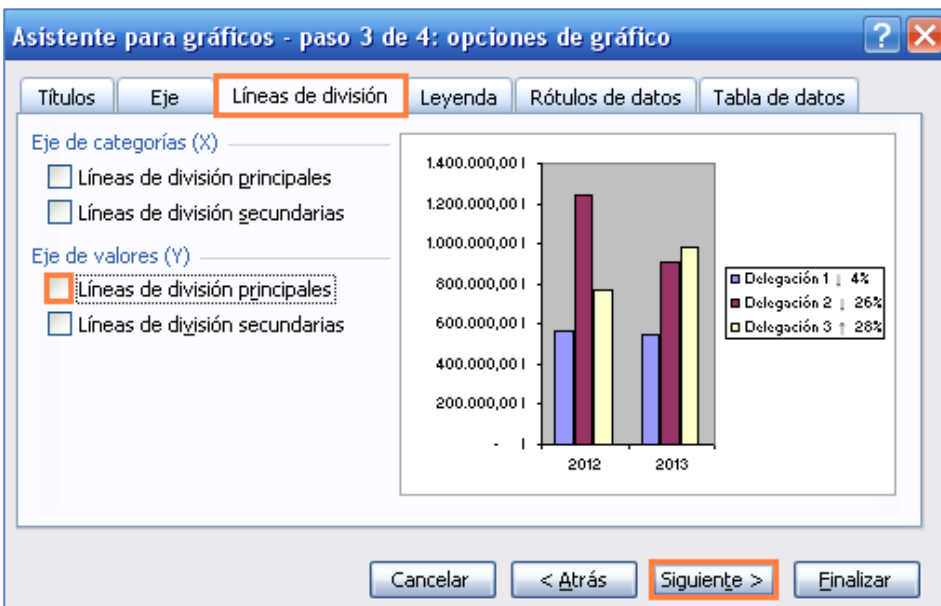 Asistente para gráficos - paso 3 de 4: opciones de gráfico
Títulos
Eje
Líneas de división
Leyenda
Rótulos de datos
Tabla de datos
Eje de categorías (X)
Líneas de división principales
Líneas de división secundarias
Eje de valores (Y)
Líneas de división principales
Líneas de división secundarias
1.400.000,00 I
1.200.000,00 I
1.000.000,00 I
800.000,00 I
600.000,00 I
400.000,00 I
200.000,00 I
- I
2012 2013
Delegación 1 ↓ 4%
Delegación 2 ↓ 26%
Delegación 3 ↑ 28%
Cancelar
< Atrás
Siguiente >
Finalizar